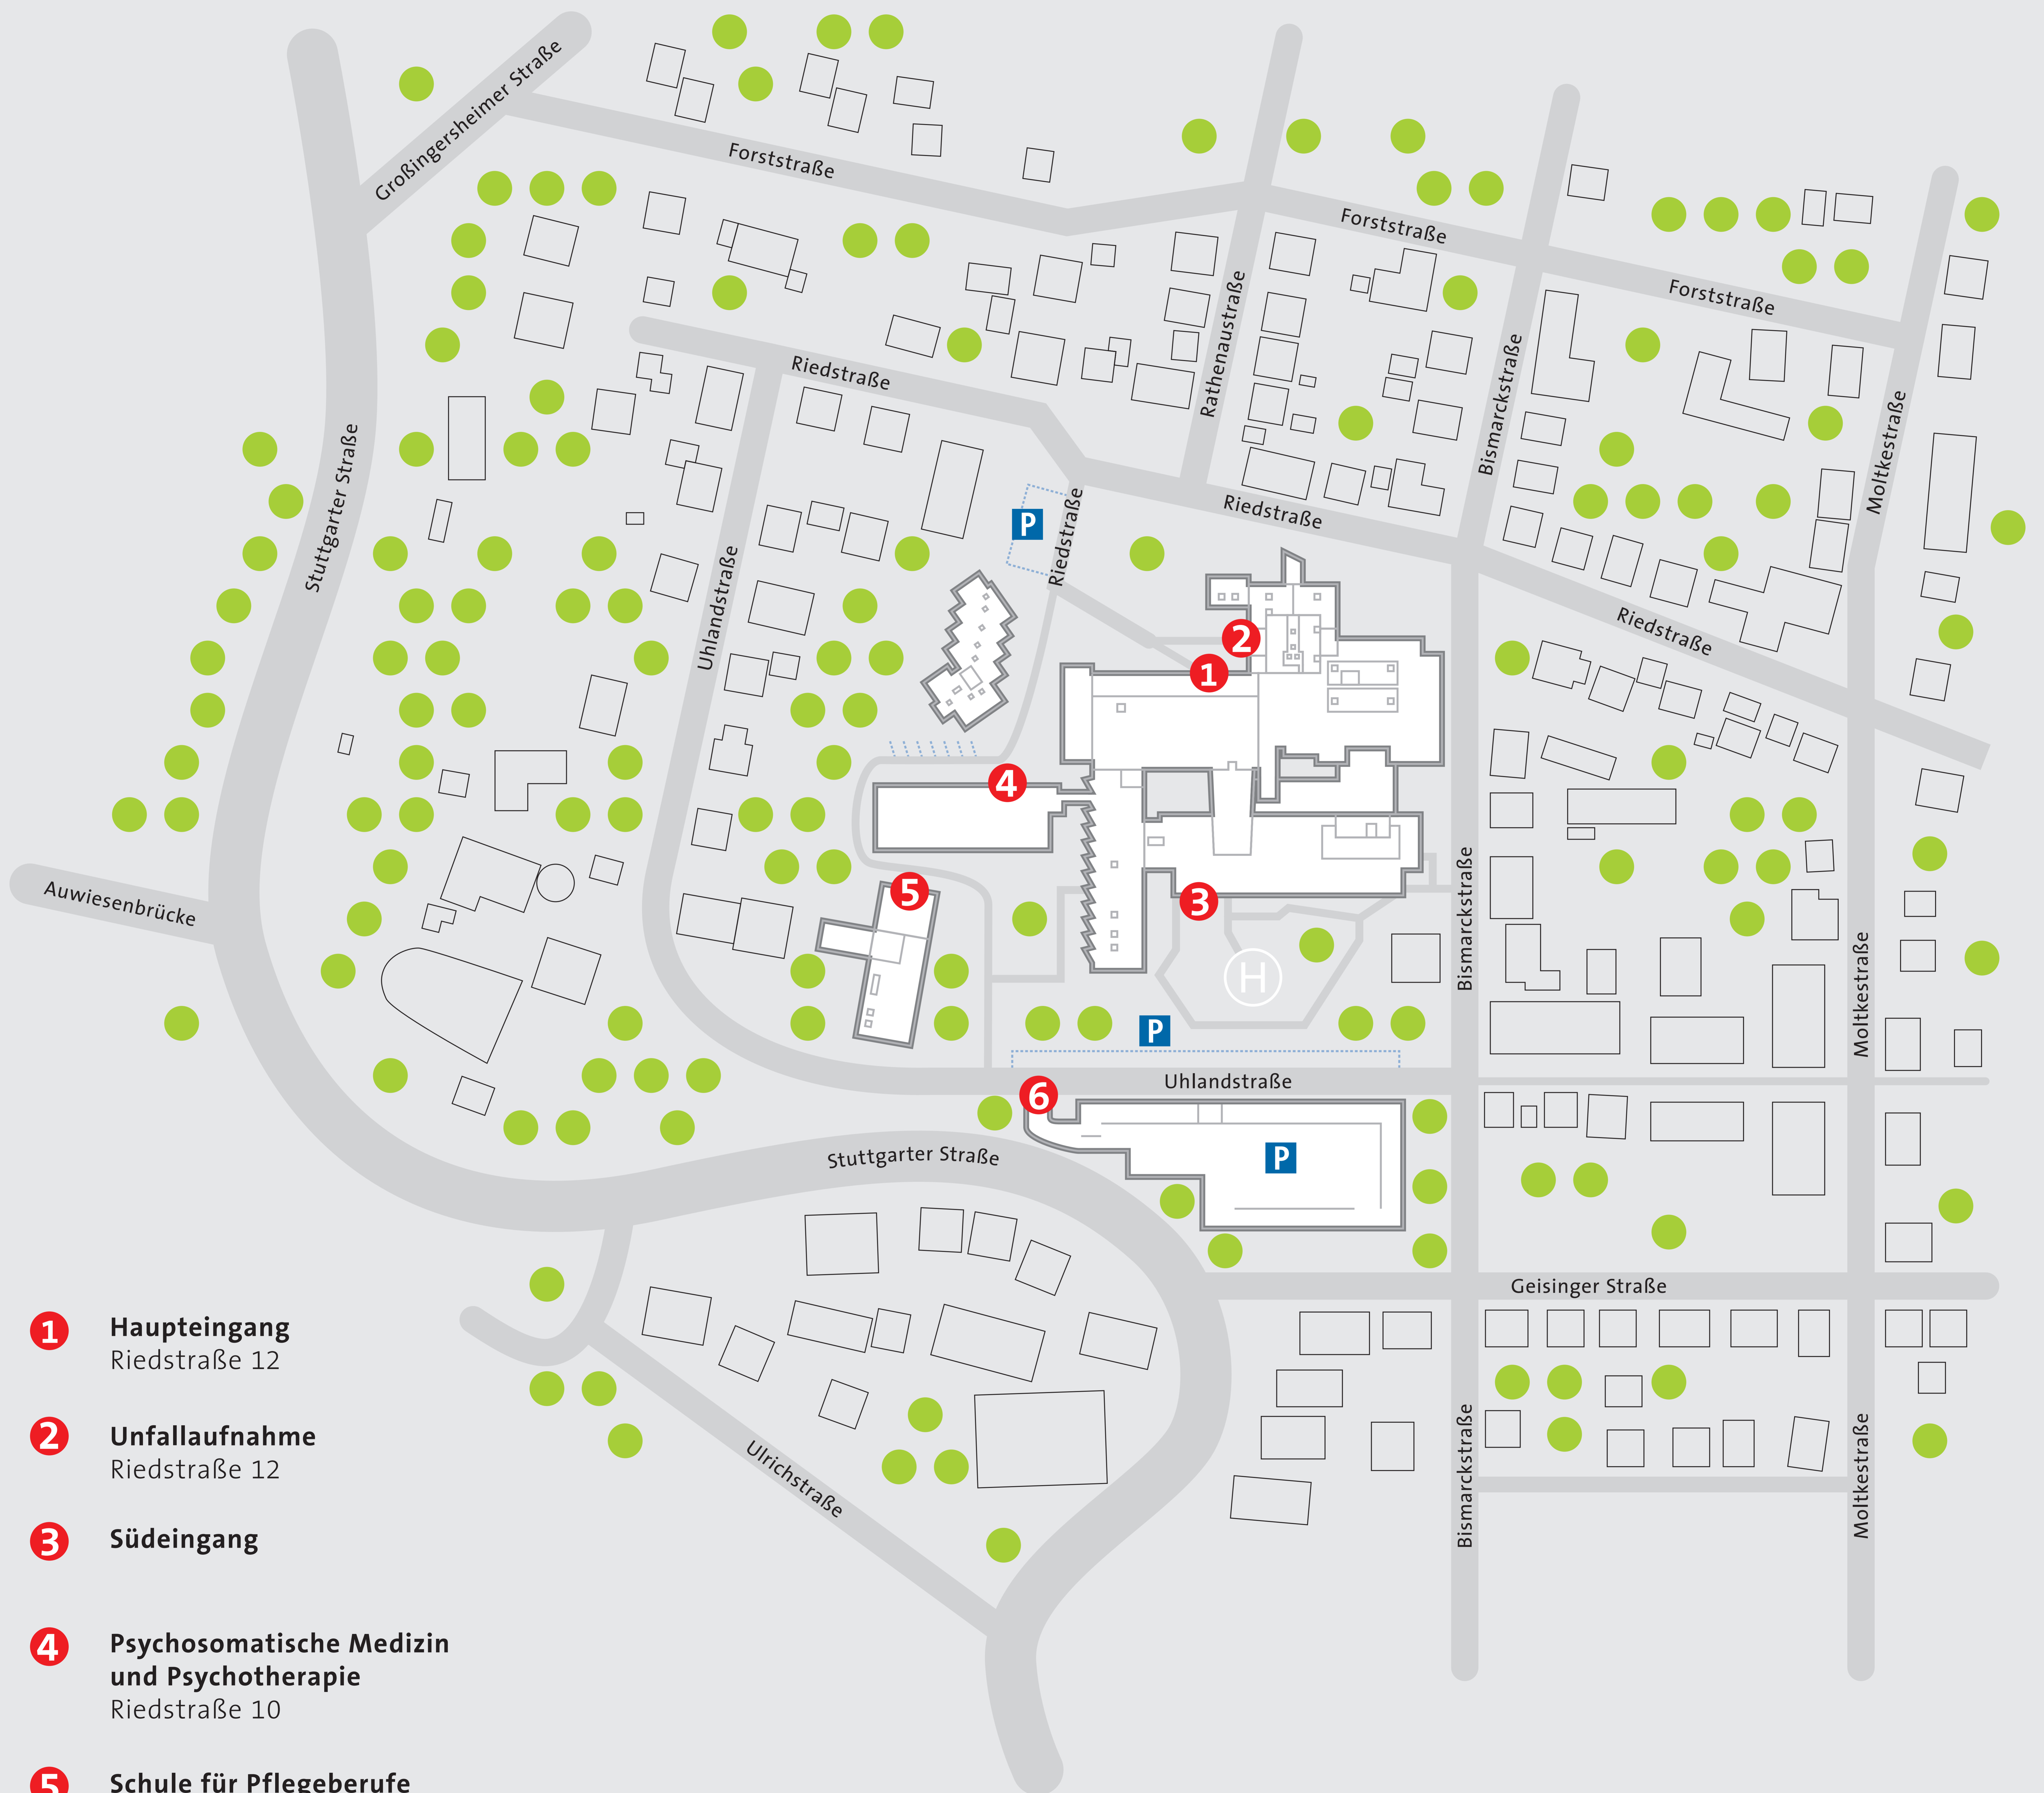 Großingersheimer Straße
Forststraße
Forststraße
Forststraße
Riedstraße
Rathenaustraße
Bismarckstraße
Moltkestraße
Stuttgarter Straße
P
Riedstraße
Riedstraße
Uhlandstraße
Riedstraße
2
1
4
Auwiesenbrücke
5
3
Bismarckstraße
H
Moltkestraße
P
Uhlandstraße
6
Stuttgarter Straße
P
Geisinger Straße
Ulrichstraße
Bismarckstraße
Moltkestraße
1 Haupteingang
Riedstraße 12
2 Unfallaufnahme
Riedstraße 12
3 Südeingang
4 Psychosomatische Medizin
und Psychotherapie
Riedstraße 10
5 Schule für Pflegeberufe